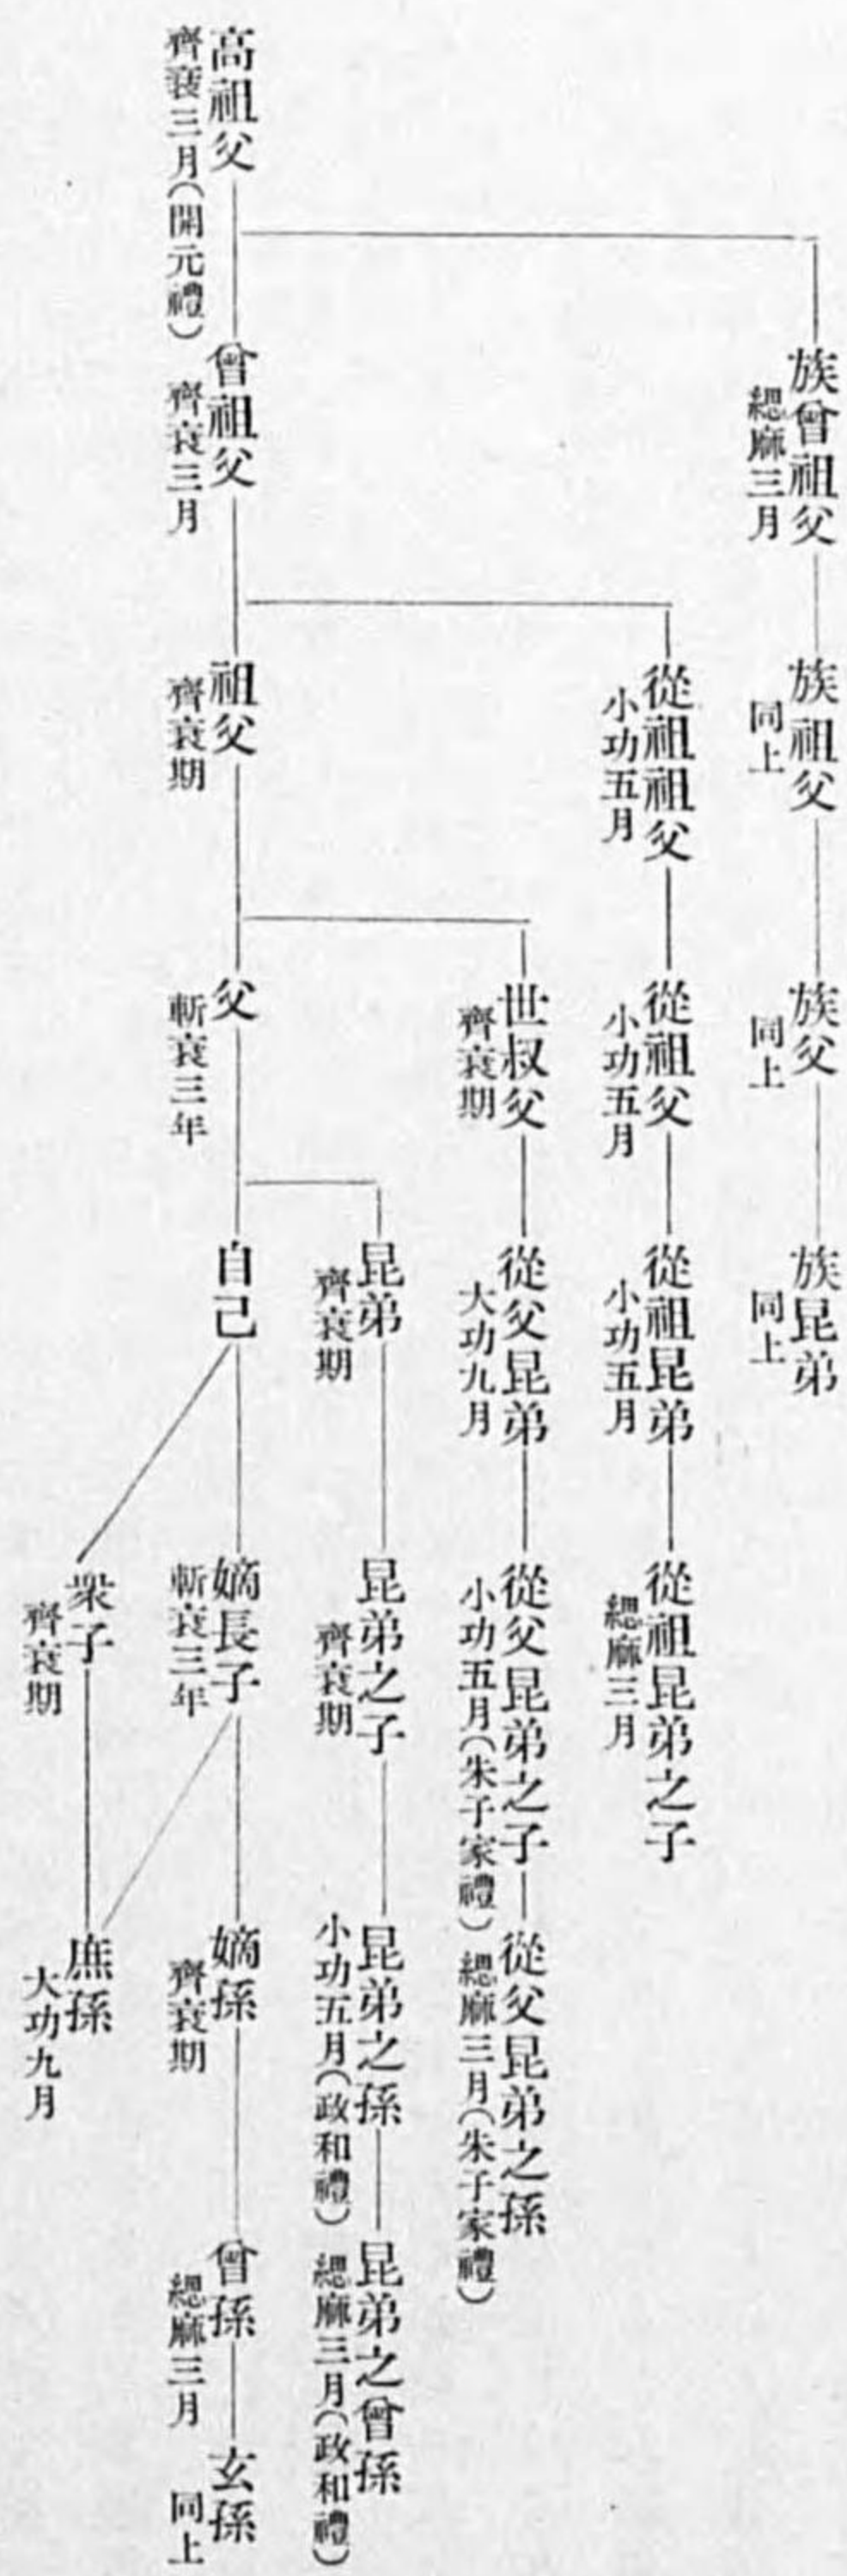 族曾祖父
緦麻三月
族祖父
同上
族父
同上
族昆弟
同上
從祖祖父
小功五月
從祖父
小功五月
從祖昆弟
小功五月
從祖昆弟之子
緦麻三月
世叔父
齊衰期
從父昆弟
大功九月
從父昆弟之子
小功五月(朱子家禮)
從父昆弟之孫
緦麻三月(朱子家禮)
昆弟
齊衰期
昆弟之子
齊衰期
昆弟之孫
小功五月(政和禮)
昆弟之曾孫
緦麻三月(政和禮)
高祖父
齊衰三月(開元禮)
曾祖父
齊衰三月
祖父
齊衰期
父
斬衰三年
自己
嫡長子
斬衰三年
嫡孫
齊衰期
曾孫
緦麻三月
玄孫
同上
衆子
齊衰期
庶孫
大功九月